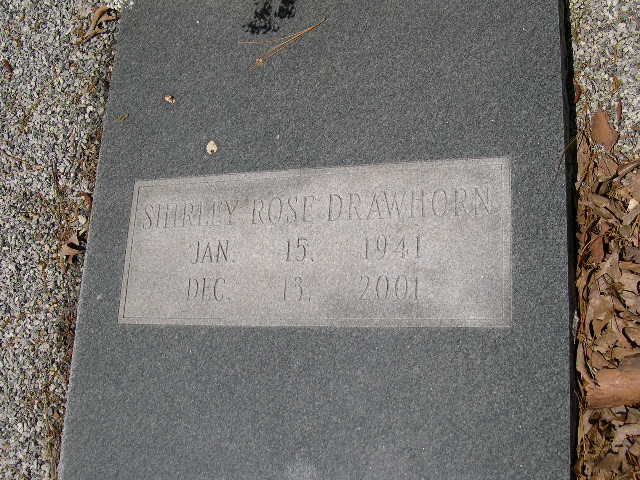 SHIRLEY ROSE DRAWHORN
JAN. 15. 1941
DEC. 13. 2001